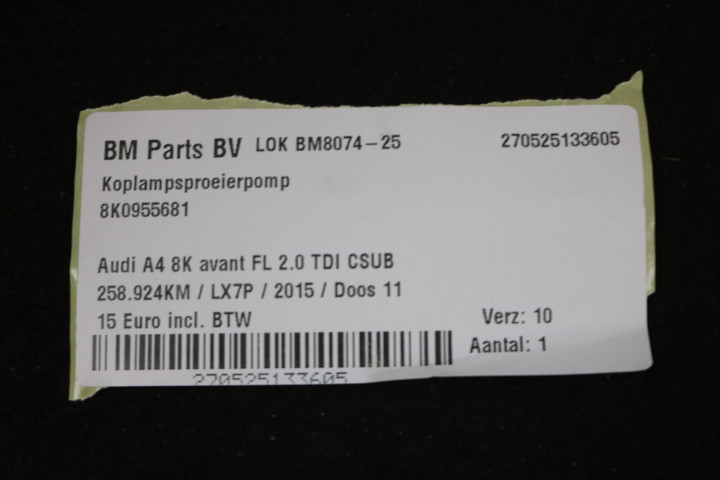 BM Parts BV LOK BM8074-25 270525133605
Koplampsproeierpomp
8K0955681
Audi A4 8K avant FL 2.0 TDI CSUB
258.924KM / LX7P / 2015 / Doos 11
15 Euro incl. BTW Verz: 10
Aantal: 1
270525133605